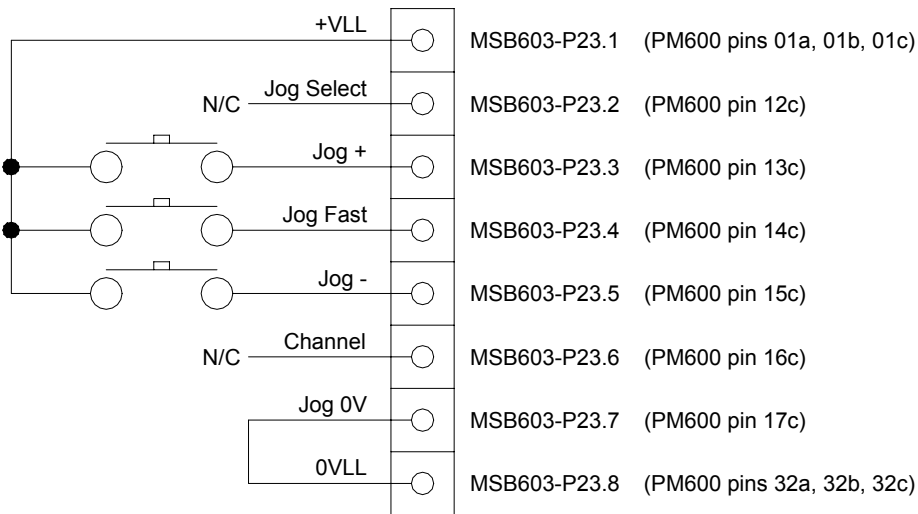 +VLL MSB603-P23.1 (PM600 pins 01a, 01b, 01c)
N/C Jog Select MSB603-P23.2 (PM600 pin 12c)
Jog + MSB603-P23.3 (PM600 pin 13c)
Jog Fast MSB603-P23.4 (PM600 pin 14c)
Jog - MSB603-P23.5 (PM600 pin 15c)
N/C Channel MSB603-P23.6 (PM600 pin 16c)
Jog 0V MSB603-P23.7 (PM600 pin 17c)
0VLL MSB603-P23.8 (PM600 pins 32a, 32b, 32c)